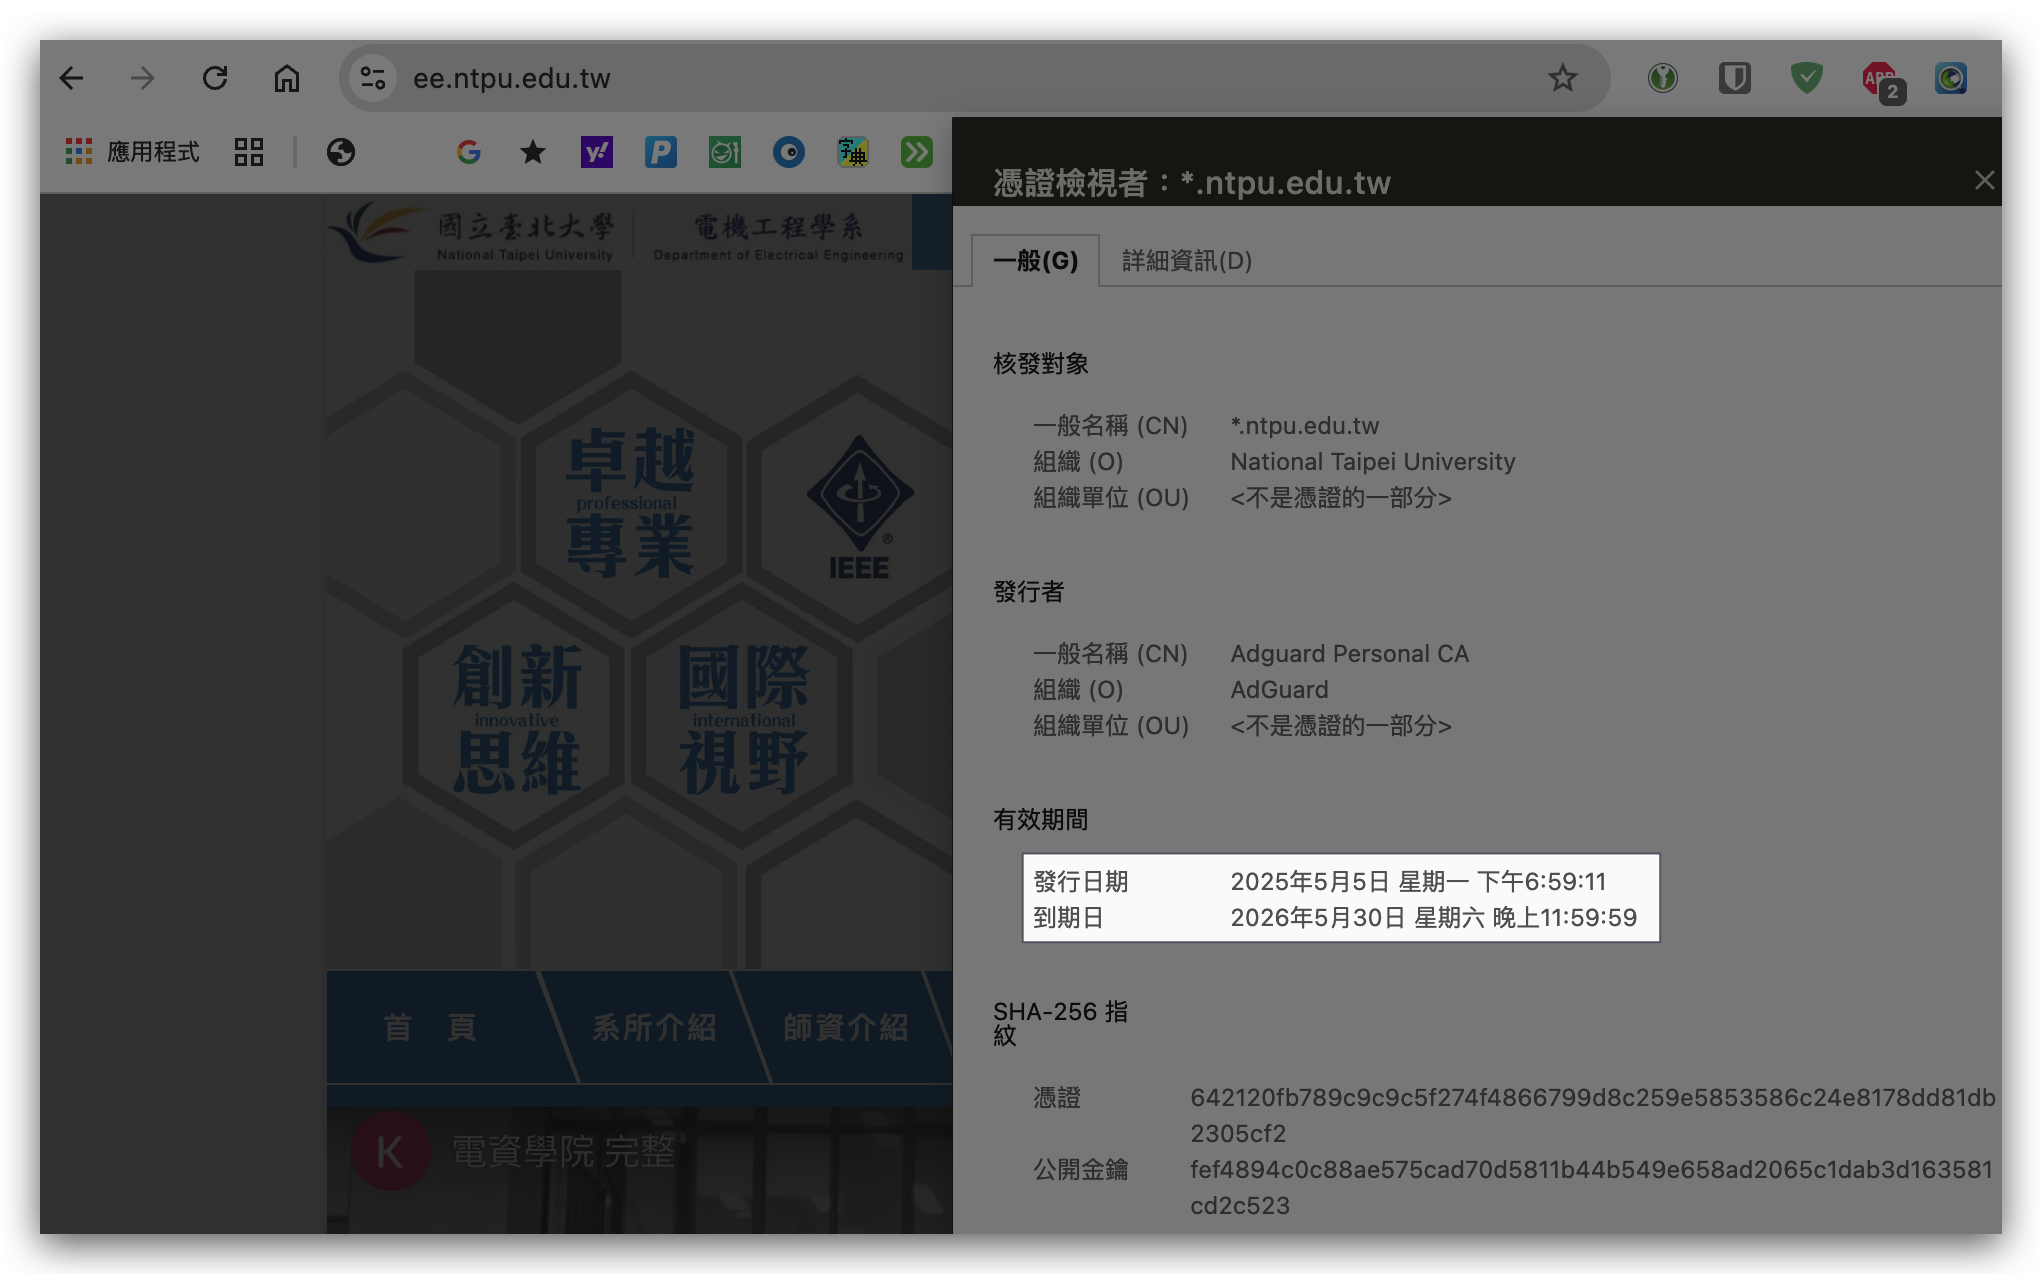 ee.ntpu.edu.tw
ABP
2
應用程式
y!
P
字典
憑證檢視者：*.ntpu.edu.tw
國立臺北大學
National Taipei University
電機工程學系
Department of Electrical Engineering
卓越
professional
專業
IEEE
®
創新
innovative
思維
國際
international
視野
首 頁
系所介紹
師資介紹
K
電資學院 完整
一般(G)
詳細資訊(D)
核發對象
一般名稱 (CN) *.ntpu.edu.tw
組織 (O) National Taipei University
組織單位 (OU) <不是憑證的一部分>
發行者
一般名稱 (CN) Adguard Personal CA
組織 (O) AdGuard
組織單位 (OU) <不是憑證的一部分>
有效期間
發行日期 2025年5月5日 星期一 下午6:59:11
到期日 2026年5月30日 星期六 晚上11:59:59
SHA-256 指
紋
憑證 642120fb789c9c9c5f274f4866799d8c259e5853586c24e8178dd81db
2305cf2
公開金鑰 fef4894c0c88ae575cad70d5811b44b549e658ad2065c1dab3d163581
cd2c523